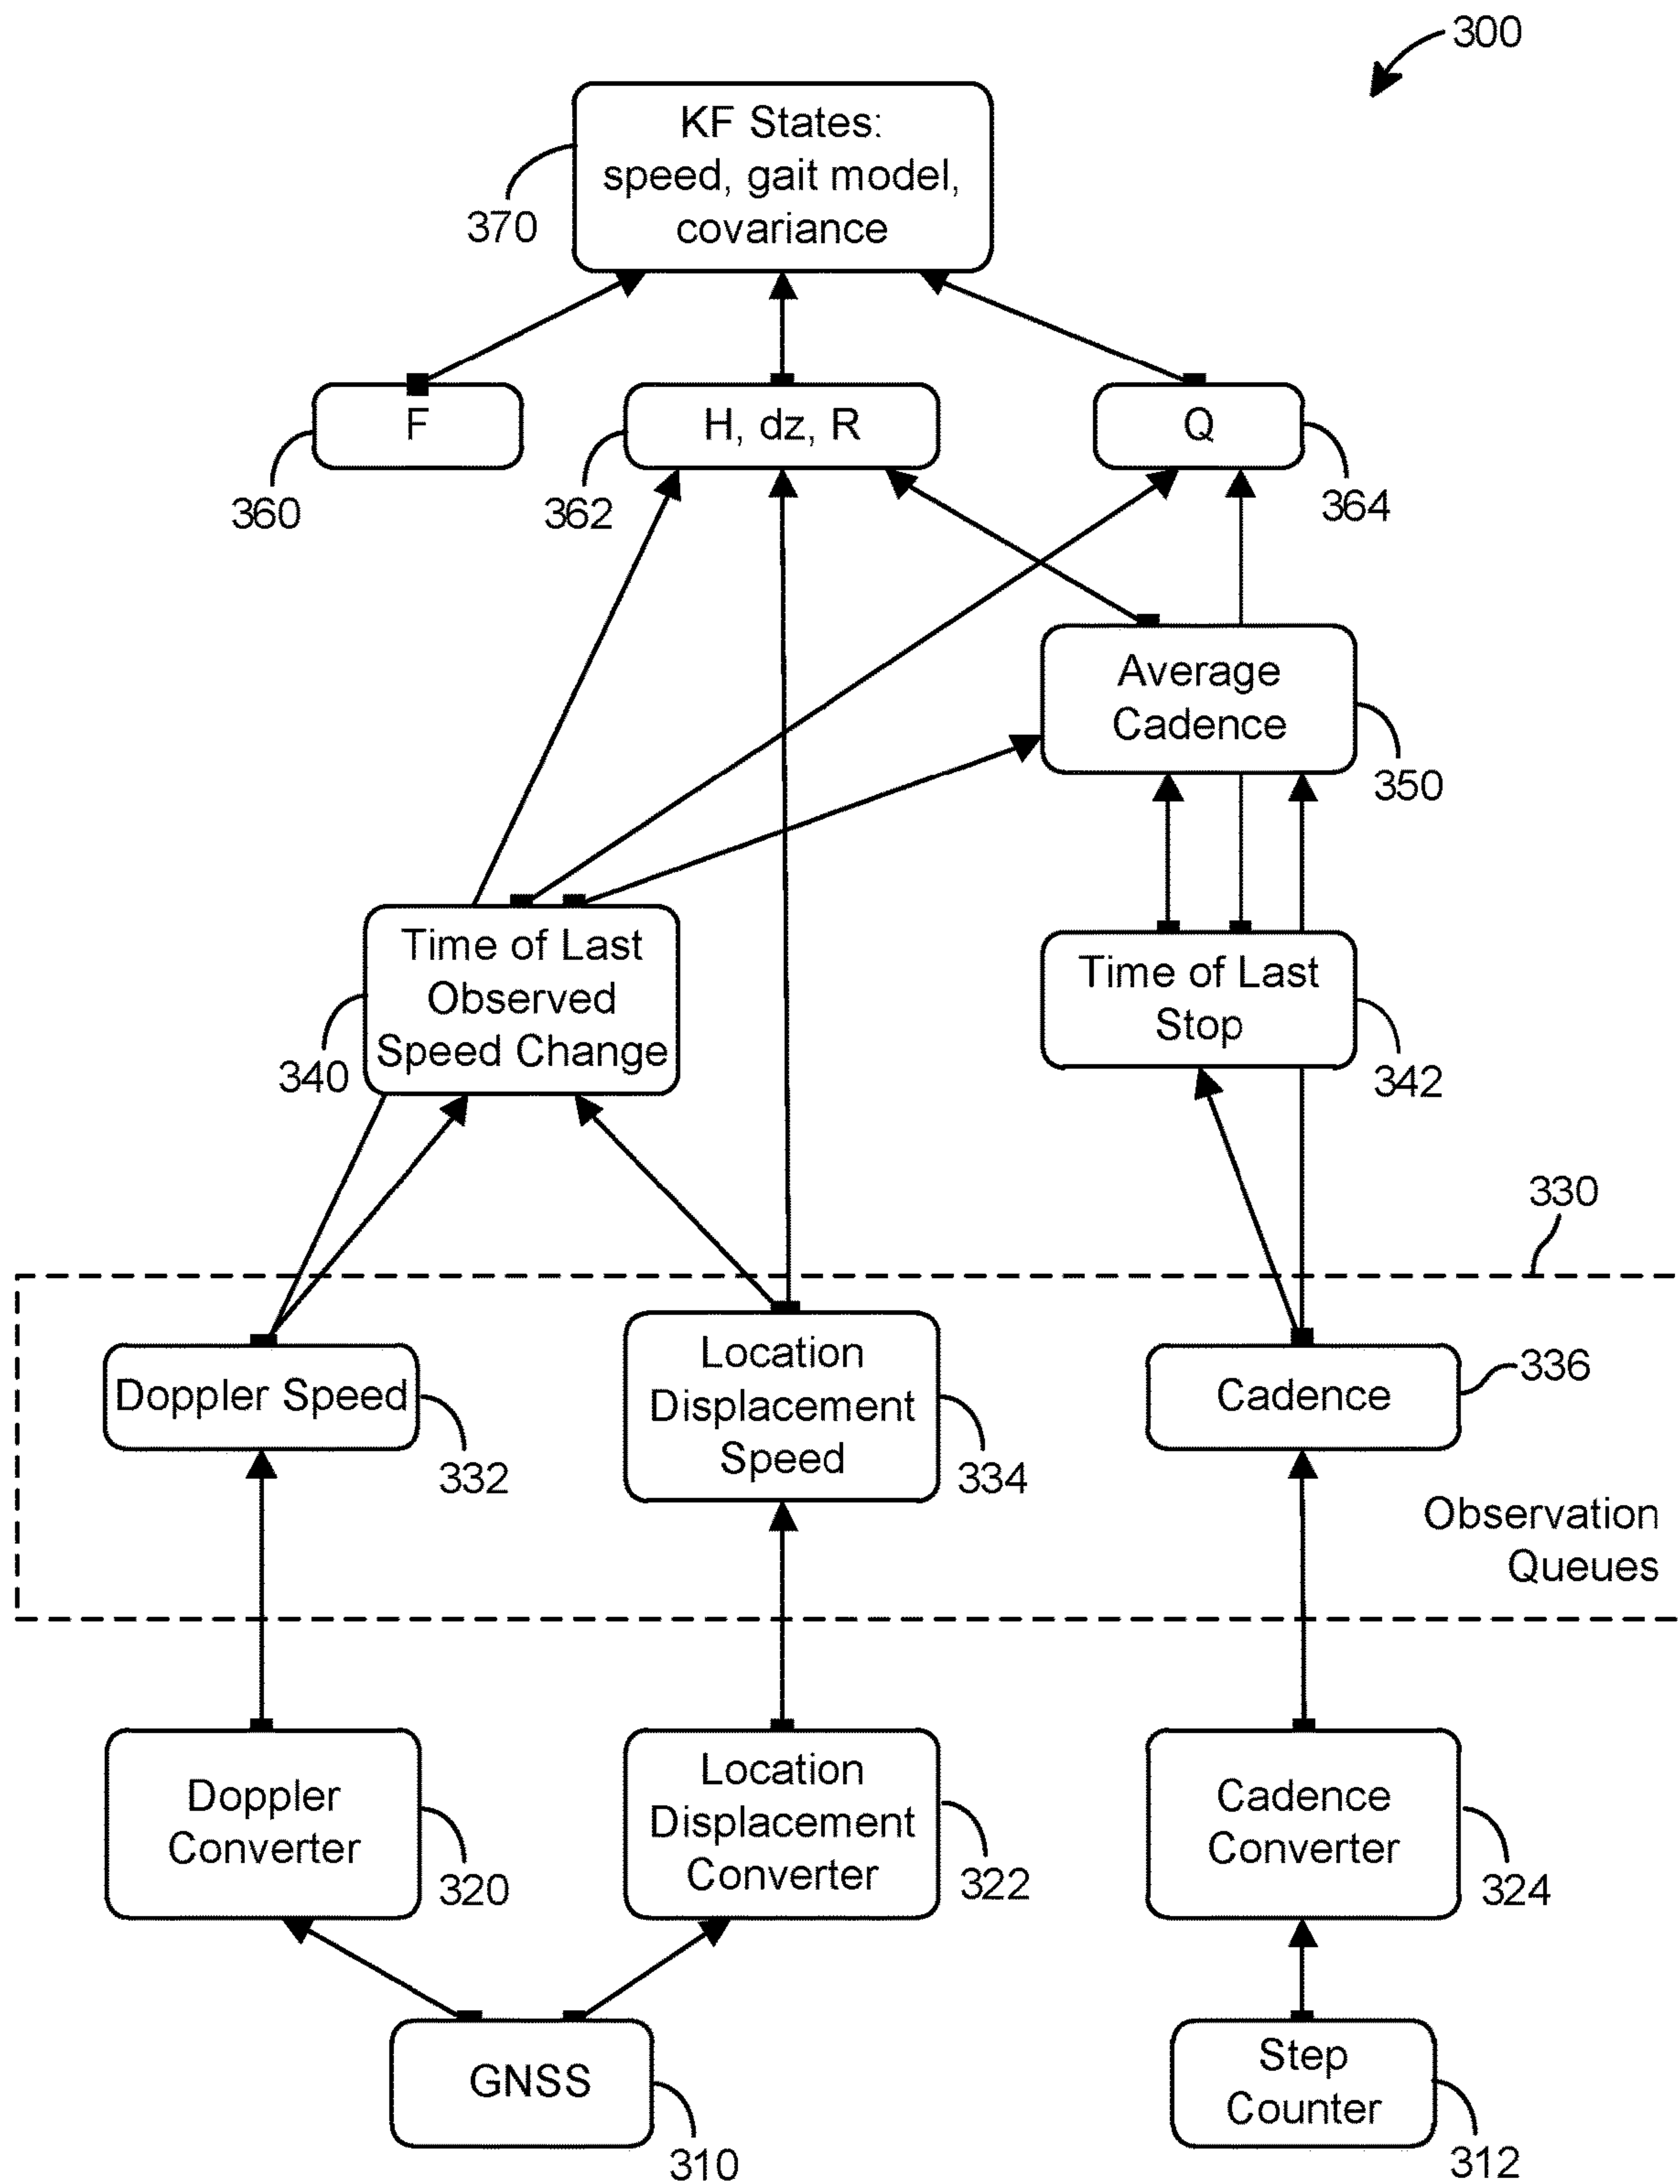 300
KF States:
speed, gait model,
covariance
370
F
H, dz, R
Q
360
362
364
Average
Cadence
350
Time of Last
Observed
Speed Change
340
Time of Last
Stop
342
330
Doppler Speed
332
Location
Displacement
Speed
334
Cadence
336
Observation
Queues
Doppler
Converter
320
Location
Displacement
Converter
322
Cadence
Converter
324
GNSS
310
Step
Counter
312